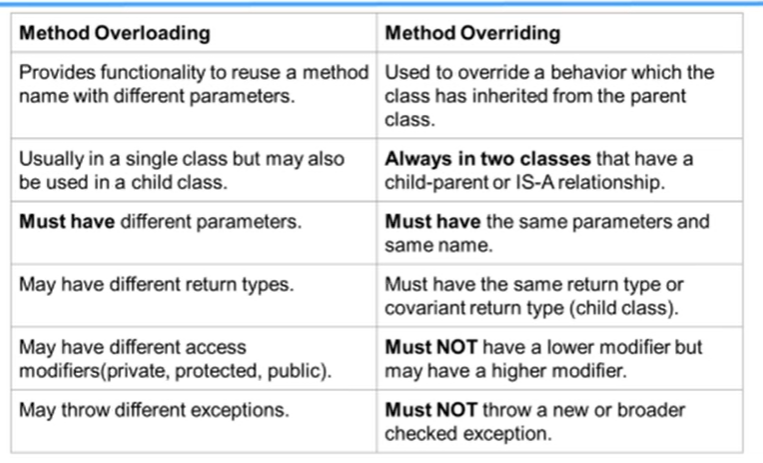 Method Overloading
Method Overriding
Provides functionality to reuse a method
name with different parameters.
Used to override a behavior which the
class has inherited from the parent
class.
Usually in a single class but may also
be used in a child class.
Always in two classes that have a
child-parent or IS-A relationship.
Must have different parameters.
Must have the same parameters and
same name.
May have different return types.
Must have the same return type or
covariant return type (child class).
May have different access
modifiers(private, protected, public).
Must NOT have a lower modifier but
may have a higher modifier.
May throw different exceptions.
Must NOT throw a new or broader
checked exception.